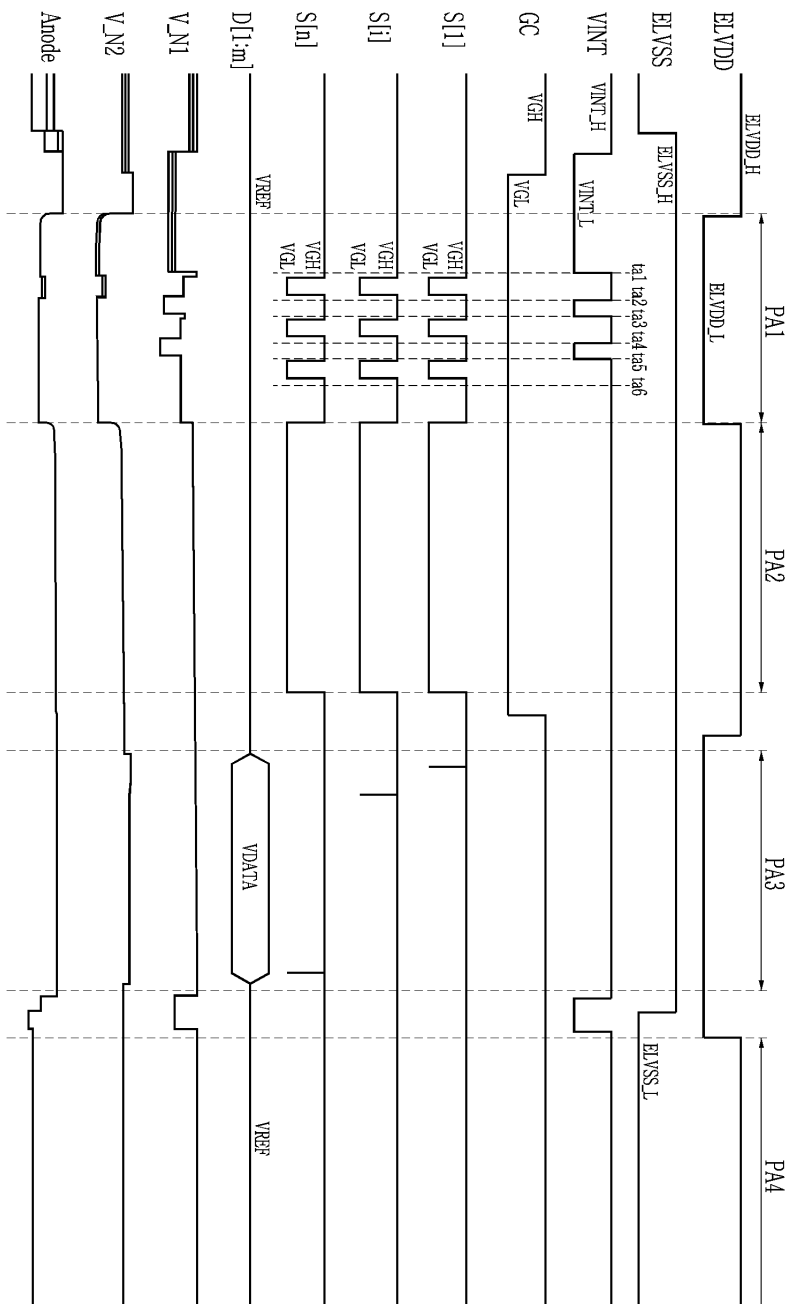 PA1 PA2 PA3 PA4
ELVDD ELVDD_H ELVDD_L
ELVSS ELVSS_H ELVSS_L
VINT VINT_H VINT_L
ta1 ta2 ta3 ta4 ta5 ta6
GC VGH VGL
S[1] VGH VGL
S[i] VGH VGL
S[n] VGH VGL
D[1:m] VREF VDATA VREF
V_N1
V_N2
Anode